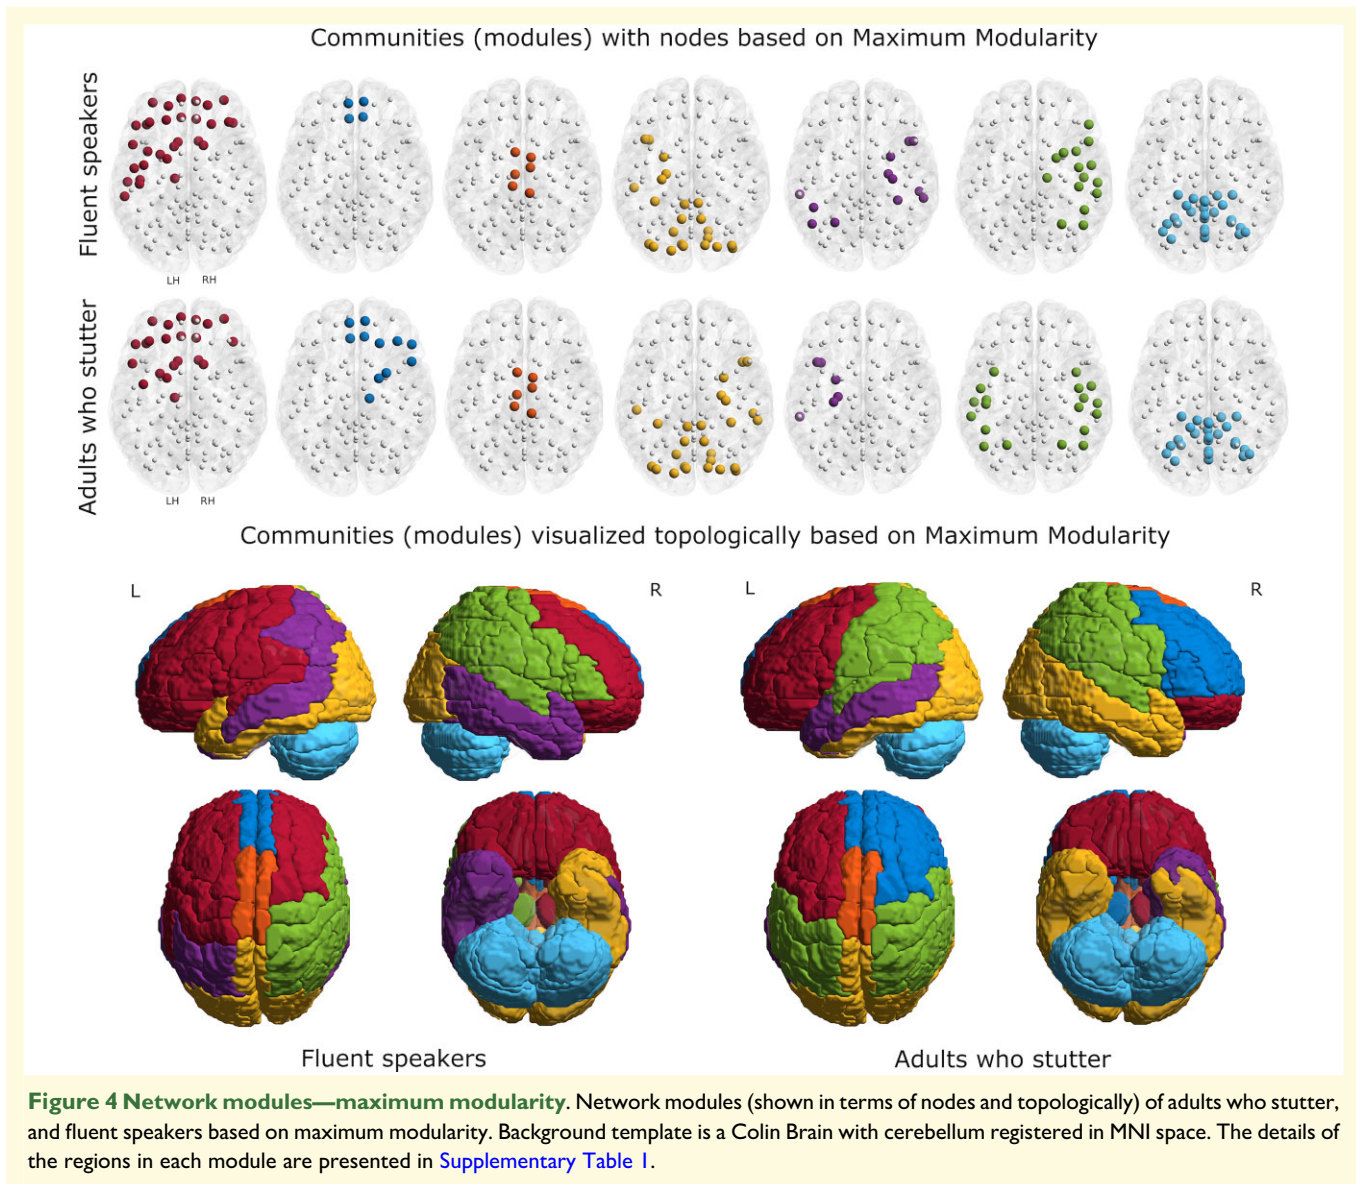 Communities (modules) with nodes based on Maximum Modularity
Fluent speakers
LH RH
Adults who stutter
LH RH
Communities (modules) visualized topologically based on Maximum Modularity
L R L R
Fluent speakers Adults who stutter
Figure 4 Network modules—maximum modularity. Network modules (shown in terms of nodes and topologically) of adults who stutter,
and fluent speakers based on maximum modularity. Background template is a Colin Brain with cerebellum registered in MNI space. The details of
the regions in each module are presented in Supplementary Table 1.